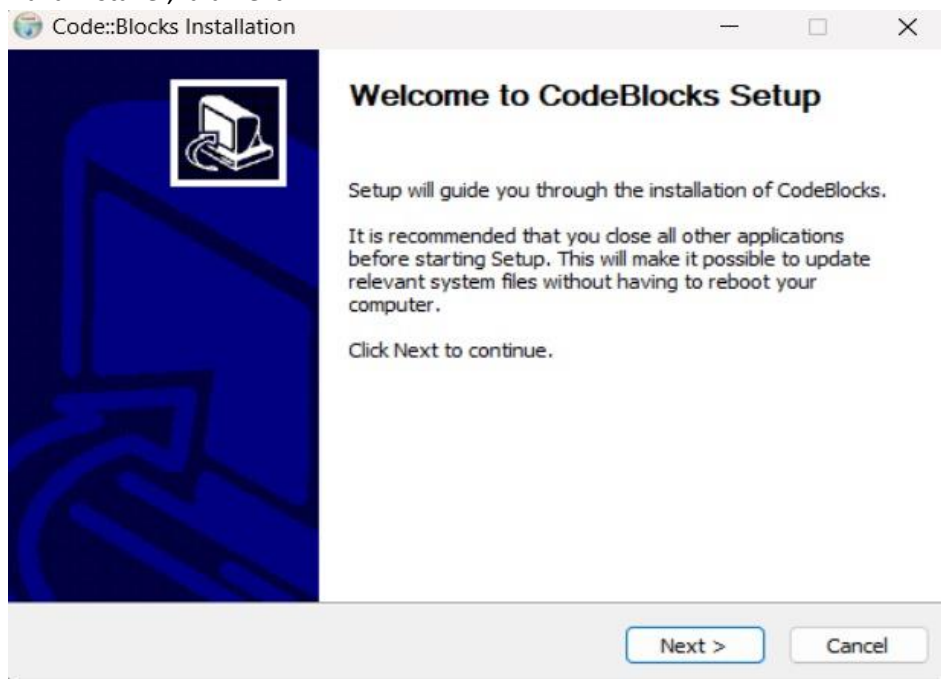 Code::Blocks Installation
Welcome to CodeBlocks Setup
Setup will guide you through the installation of CodeBlocks.
It is recommended that you close all other applications
before starting Setup. This will make it possible to update
relevant system files without having to reboot your
computer.
Click Next to continue.
Next >
Cancel